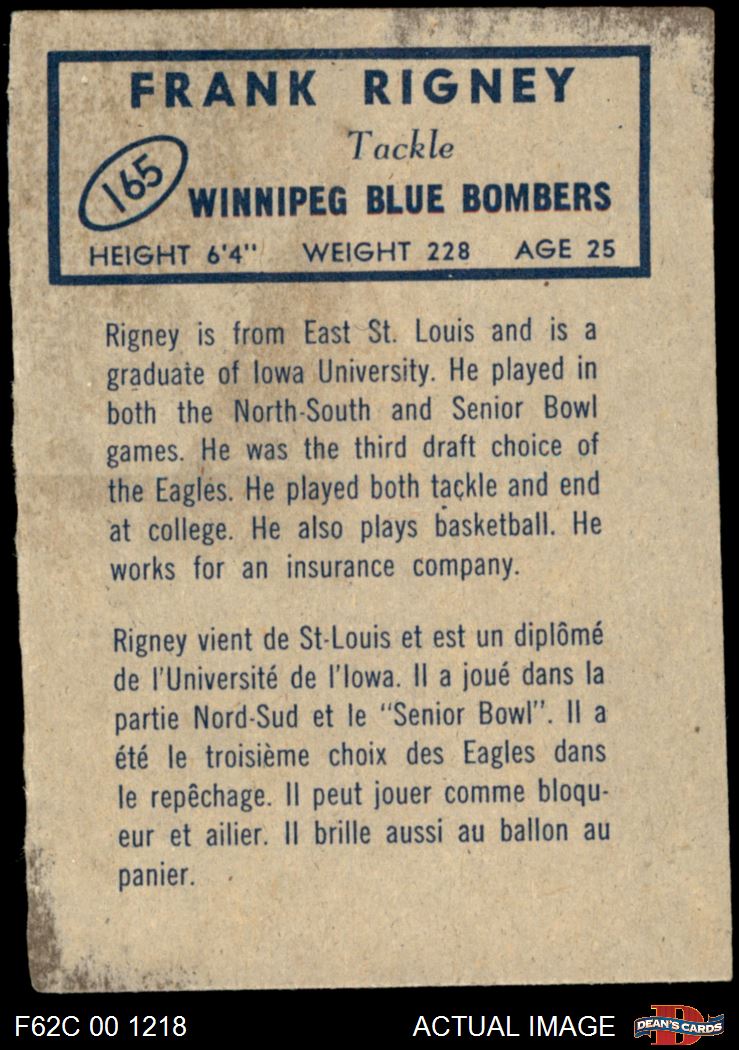 FRANK RIGNEY
Tackle
165
WINNIPEG BLUE BOMBERS
HEIGHT 6'4" WEIGHT 228 AGE 25
Rigney is from East St. Louis and is a
graduate of Iowa University. He played in
both the North-South and Senior Bowl
games. He was the third draft choice of
the Eagles. He played both tackle and end
at college. He also plays basketball. He
works for an insurance company.
Rigney vient de St-Louis et est un diplômé
de l'Université de l'Iowa. Il a joué dans la
partie Nord-Sud et le "Senior Bowl". Il a
été le troisième choix des Eagles dans
le repêchage. Il peut jouer comme bloqu-
eur et ailier. Il brille aussi au ballon au
panier.
F62C 00 1218 ACTUAL IMAGE
D
DEAN'S CARDS